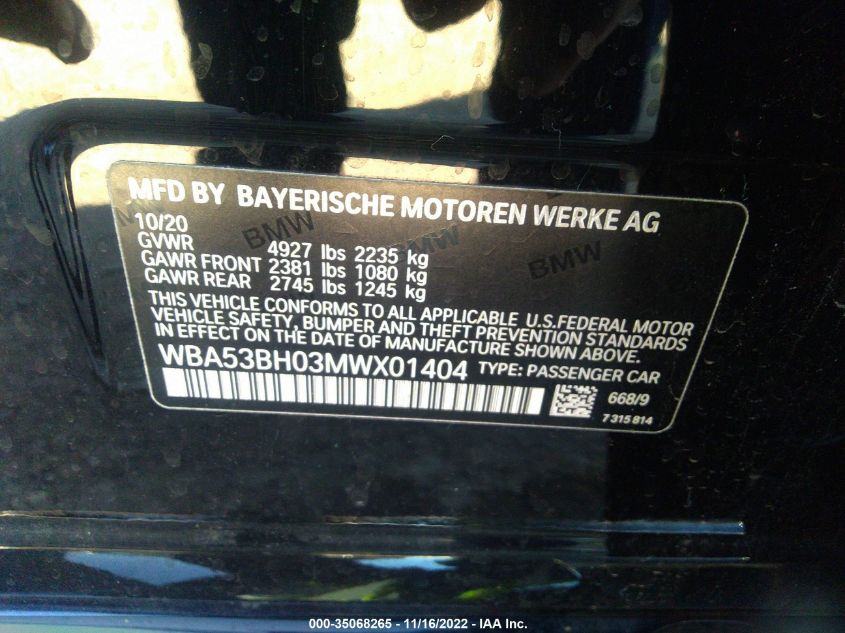 MFD BY BAYERISCHE MOTOREN WERKE AG
10/20
GVWR 4927 lbs 2235 kg
GAWR FRONT 2381 lbs 1080 kg
GAWR REAR 2745 lbs 1245 kg
THIS VEHICLE CONFORMS TO ALL APPLICABLE U.S.FEDERAL MOTOR
VEHICLE SAFETY, BUMPER AND THEFT PREVENTION STANDARDS
IN EFFECT ON THE DATE OF MANUFACTURE SHOWN ABOVE.
WBA53BH03MWX01404 TYPE: PASSENGER CAR
668/9
7 315 814
BMW
BMW
BMW
000-35068265 - 11/16/2022 - IAA Inc.